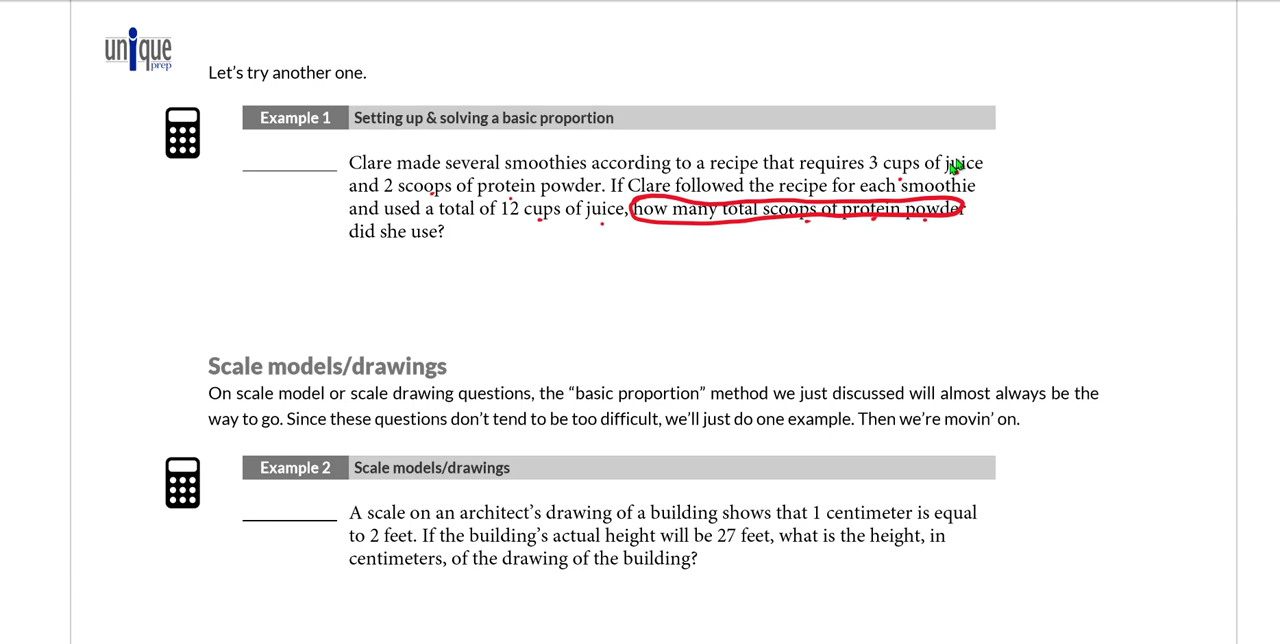 unique
prep
Let's try another one.
Example 1 Setting up & solving a basic proportion
Clare made several smoothies according to a recipe that requires 3 cups of juice
and 2 scoops of protein powder. If Clare followed the recipe for each smoothie
and used a total of 12 cups of juice, how many total scoops of protein powder
did she use?
Scale models/drawings
On scale model or scale drawing questions, the “basic proportion” method we just discussed will almost always be the
way to go. Since these questions don’t tend to be too difficult, we’ll just do one example. Then we’re movin’ on.
Example 2 Scale models/drawings
A scale on an architect’s drawing of a building shows that 1 centimeter is equal
to 2 feet. If the building’s actual height will be 27 feet, what is the height, in
centimeters, of the drawing of the building?